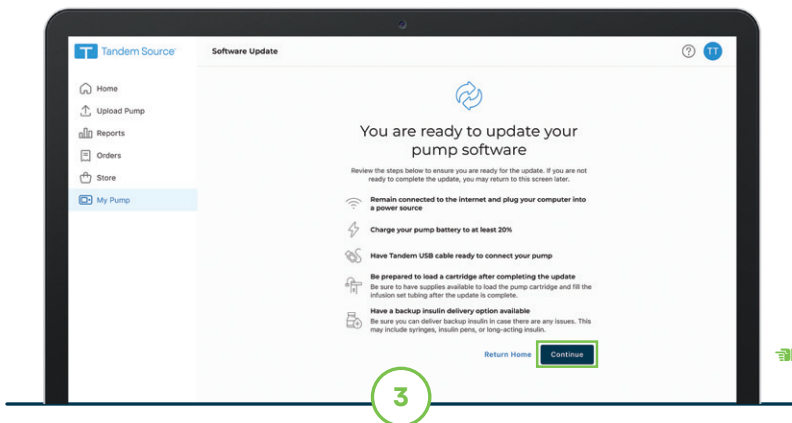 Tandem Source
Software Update
?
TT
Home
Upload Pump
Reports
Orders
Store
My Pump
You are ready to update your
pump software
Review the steps below to ensure you are ready for the update. If you are not
ready to complete the update, you may return to this screen later.
Remain connected to the internet and plug your computer into
a power source
Charge your pump battery to at least 20%
Have Tandem USB cable ready to connect your pump
Be prepared to load a cartridge after completing the update
Be sure to have supplies available to load the pump cartridge and fill the
infusion set tubing after the update is complete.
Have a backup insulin delivery option available
Be sure you can deliver backup insulin in case there are any issues. This
may include syringes, insulin pens, or long-acting insulin.
Return Home
Continue
3